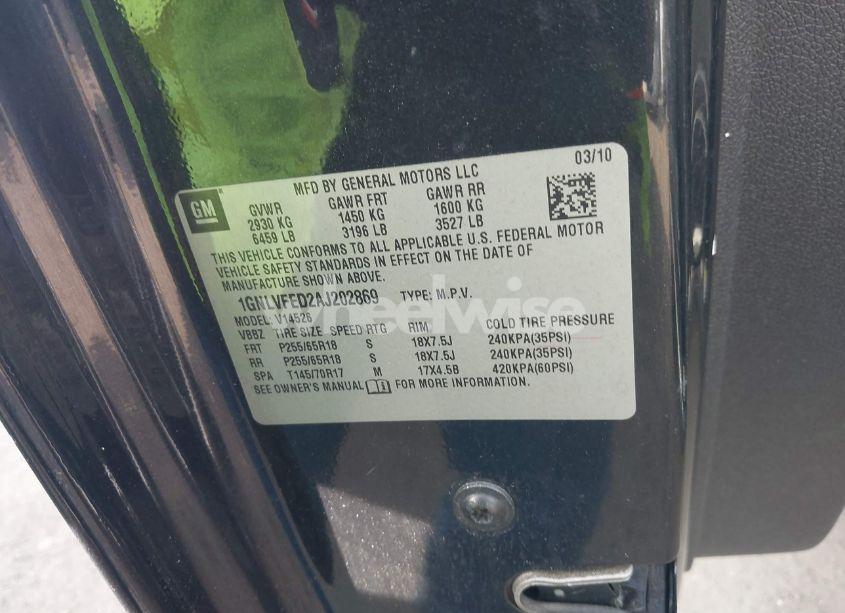 MFD BY GENERAL MOTORS LLC 03/10
GM GVWR GAWR FRT GAWR RR
2930 KG 1450 KG 1600 KG
6459 LB 3196 LB 3527 LB
THIS VEHICLE CONFORMS TO ALL APPLICABLE U.S. FEDERAL MOTOR
VEHICLE SAFETY STANDARDS IN EFFECT ON THE DATE OF
MANUFACTURE SHOWN ABOVE.
1GNLVFED2AJ202869 TYPE: M.P.V.
MODEL: V14526
VBBZ TIRE SIZE SPEED RTG RIM COLD TIRE PRESSURE
FRT P255/65R18 S 18X7.5J 240KPA(35PSI)
RR P255/65R18 S 18X7.5J 240KPA(35PSI)
SPA T145/70R17 M 17X4.5B 420KPA(60PSI)
SEE OWNER'S MANUAL FOR MORE INFORMATION.
wheelwise